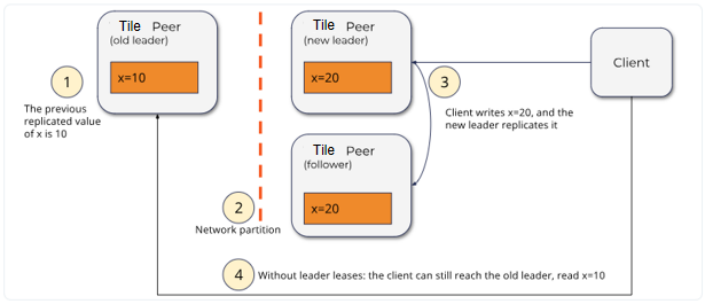 Tile Peer
(old leader)
x=10
1
The previous
replicated value
of x is 10
2
Network partition
Tile Peer
(new leader)
x=20
Tile Peer
(follower)
x=20
3
Client writes x=20, and the
new leader replicates it
Client
4
Without leader leases: the client can still reach the old leader, read x=10